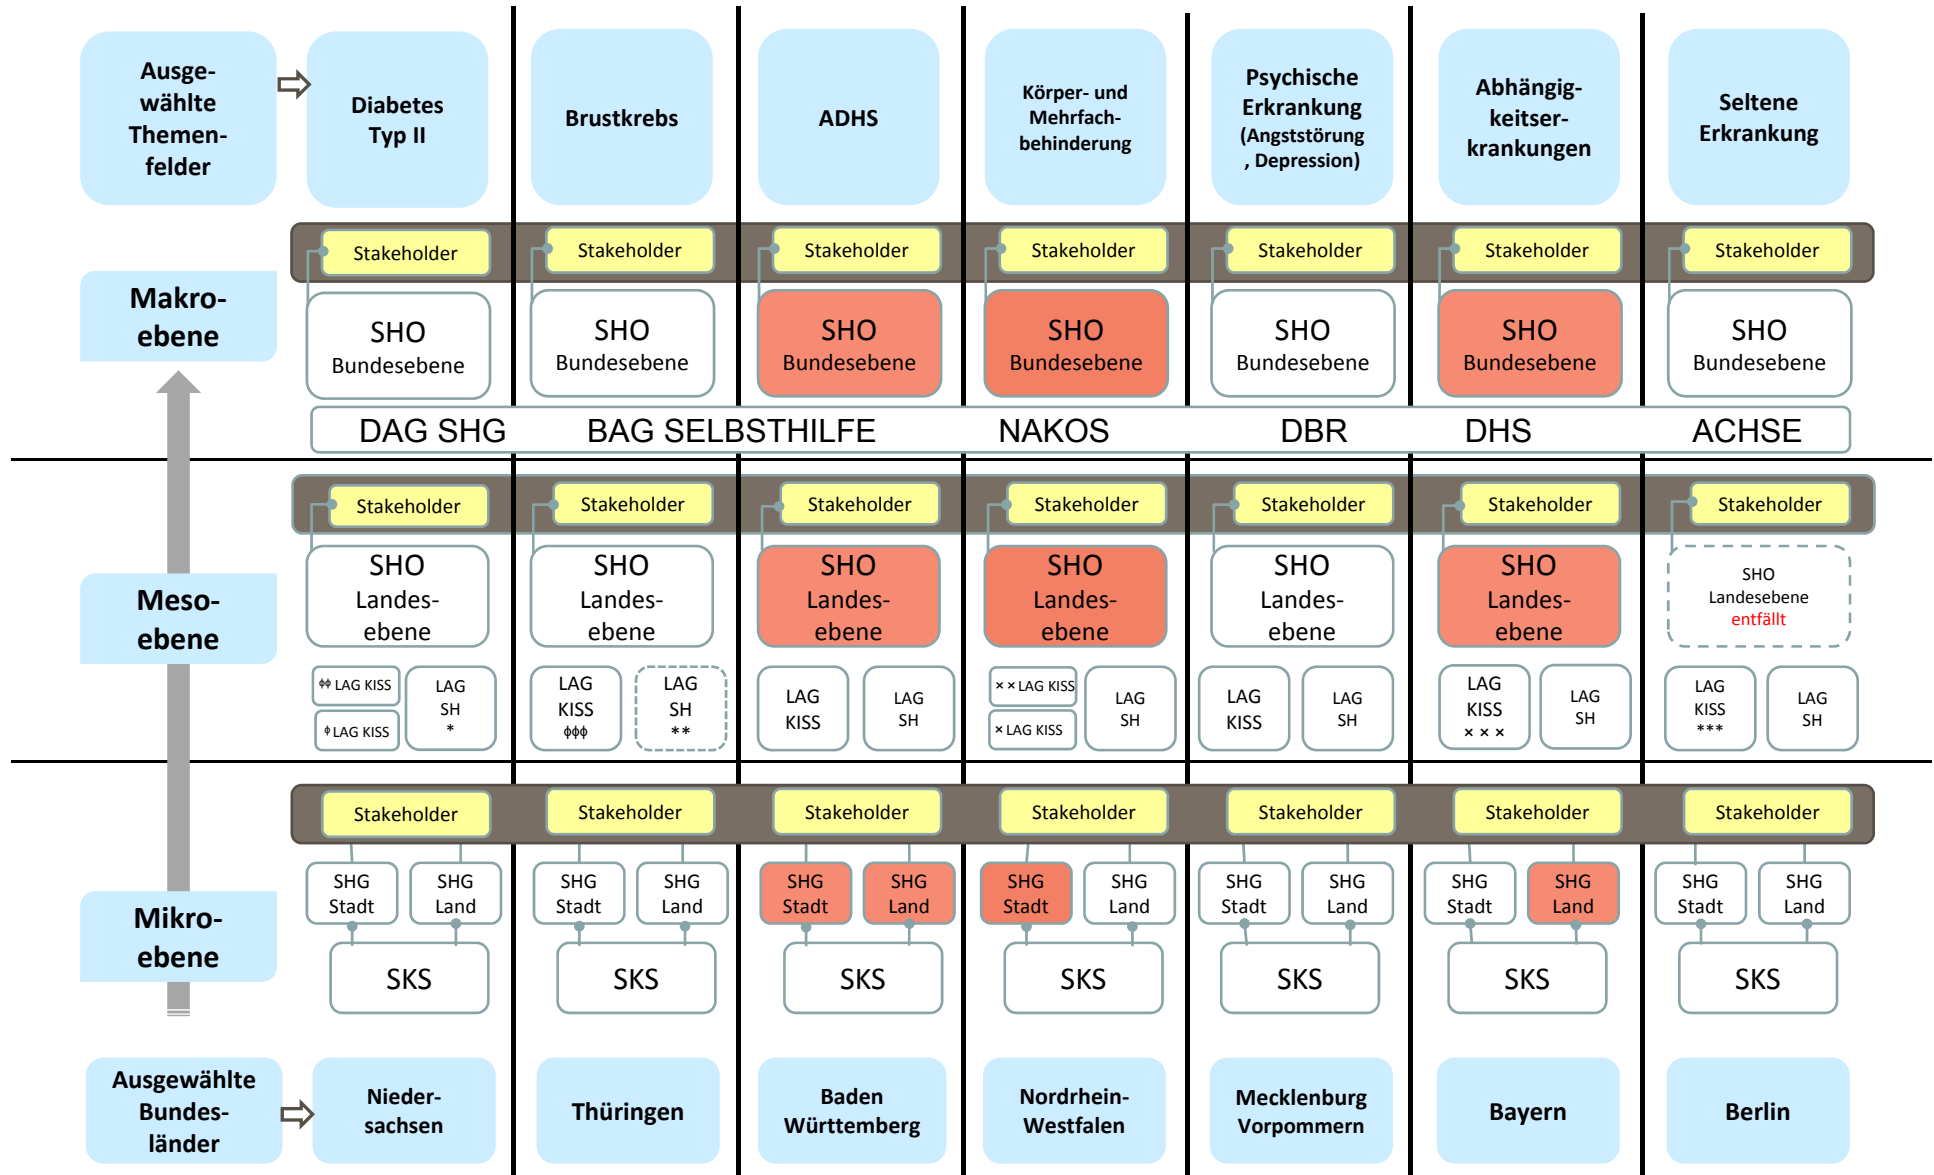 Ausge-
wählte
Themen-
felder
Diabetes
Typ II
Brustkrebs
ADHS
Körper- und
Mehrfach-
behinderung
Psychische
Erkrankung
(Angststörung
, Depression)
Abhängig-
keitser-
krankungen
Seltene
Erkrankung
Makro-
ebene
Stakeholder
Stakeholder
Stakeholder
Stakeholder
Stakeholder
Stakeholder
Stakeholder
SHO
Bundesebene
SHO
Bundesebene
SHO
Bundesebene
SHO
Bundesebene
SHO
Bundesebene
SHO
Bundesebene
SHO
Bundesebene
DAG SHG BAG SELBSTHILFE NAKOS DBR DHS ACHSE
Meso-
ebene
Stakeholder
Stakeholder
Stakeholder
Stakeholder
Stakeholder
Stakeholder
Stakeholder
SHO
Landes-
ebene
SHO
Landes-
ebene
SHO
Landes-
ebene
SHO
Landes-
ebene
SHO
Landes-
ebene
SHO
Landes-
ebene
SHO
Landesebene
entfällt
ϕϕ LAG KISS
ϕ LAG KISS
LAG
SH
*
LAG
KISS
ϕϕϕ
LAG
SH
**
LAG
KISS
LAG
SH
×× LAG KISS
× LAG KISS
LAG
SH
LAG
KISS
LAG
SH
LAG
KISS
×××
LAG
SH
LAG
KISS
***
LAG
SH
Mikro-
ebene
Stakeholder
Stakeholder
Stakeholder
Stakeholder
Stakeholder
Stakeholder
Stakeholder
SHG
Stadt
SHG
Land
SHG
Stadt
SHG
Land
SHG
Stadt
SHG
Land
SHG
Stadt
SHG
Land
SHG
Stadt
SHG
Land
SHG
Stadt
SHG
Land
SHG
Stadt
SHG
Land
SKS
SKS
SKS
SKS
SKS
SKS
SKS
Ausgewählte
Bundes-
länder
Nieder-
sachsen
Thüringen
Baden
Württemberg
Nordrhein-
Westfalen
Mecklenburg
Vorpommern
Bayern
Berlin